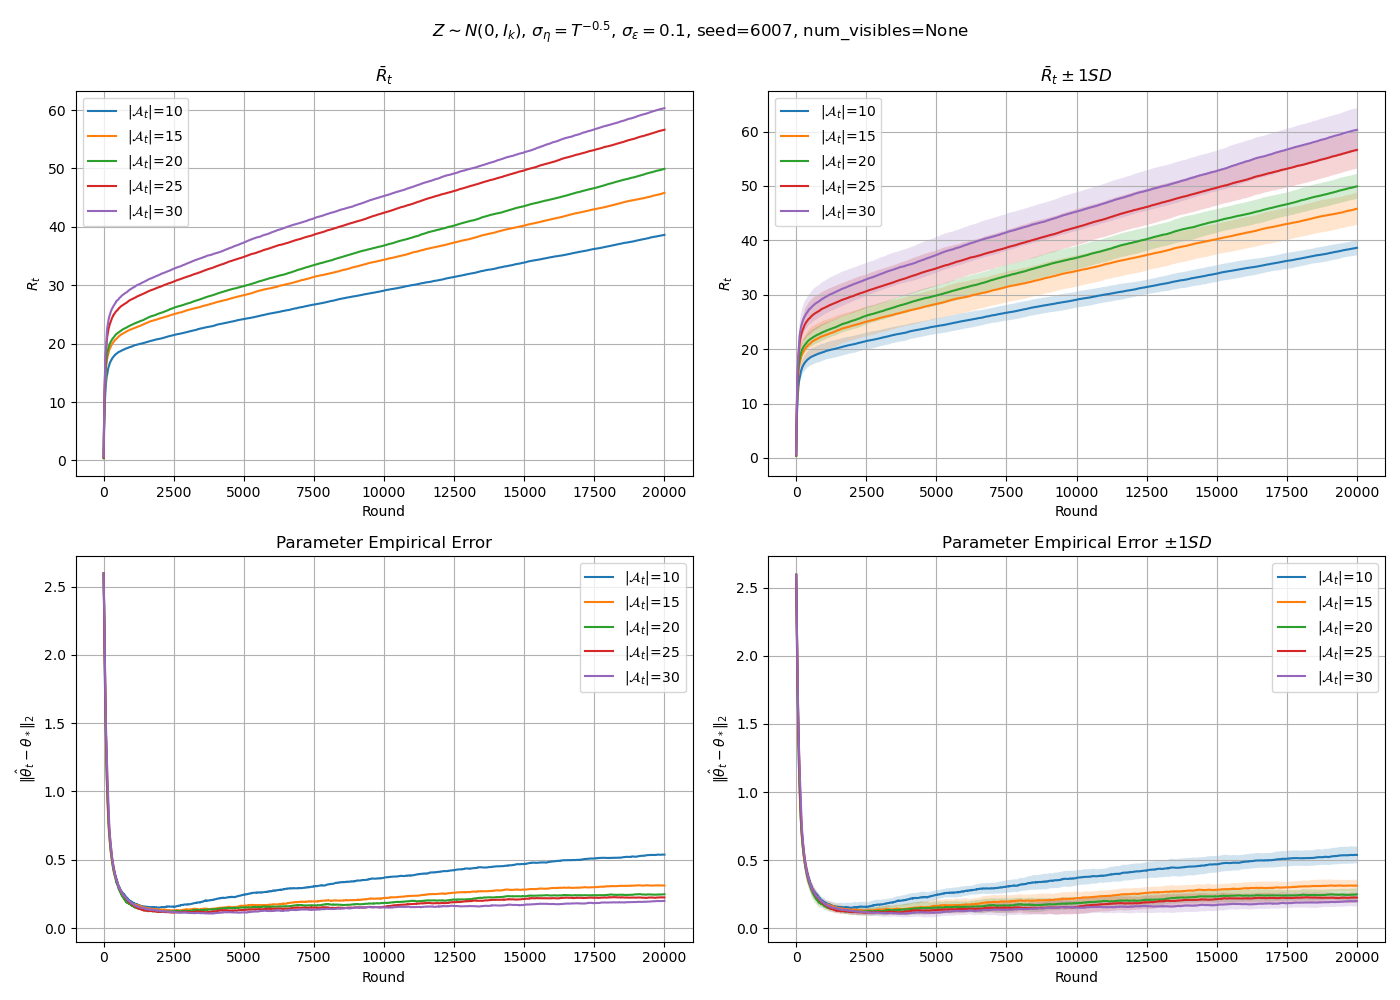 Z ∼ N(0, I_k), σ_η = T^{−0.5}, σ_ε = 0.1, seed=6007, num_visibles=None
R̄_t
60
50
40
30
20
10
0
R_t
|𝒜_t|=10
|𝒜_t|=15
|𝒜_t|=20
|𝒜_t|=25
|𝒜_t|=30
0 2500 5000 7500 10000 12500 15000 17500 20000
Round
R̄_t ± 1SD
60
50
40
30
20
10
0
R_t
|𝒜_t|=10
|𝒜_t|=15
|𝒜_t|=20
|𝒜_t|=25
|𝒜_t|=30
0 2500 5000 7500 10000 12500 15000 17500 20000
Round
Parameter Empirical Error
2.5
2.0
1.5
1.0
0.5
0.0
‖θ̂_t − θ_*‖_2
|𝒜_t|=10
|𝒜_t|=15
|𝒜_t|=20
|𝒜_t|=25
|𝒜_t|=30
0 2500 5000 7500 10000 12500 15000 17500 20000
Round
Parameter Empirical Error ±1SD
2.5
2.0
1.5
1.0
0.5
0.0
‖θ̂_t − θ_*‖_2
|𝒜_t|=10
|𝒜_t|=15
|𝒜_t|=20
|𝒜_t|=25
|𝒜_t|=30
0 2500 5000 7500 10000 12500 15000 17500 20000
Round